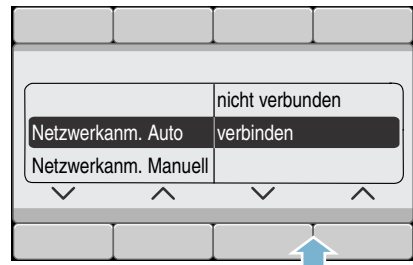 nicht verbunden
Netzwerkanm. Auto verbinden
Netzwerkanm. Manuell